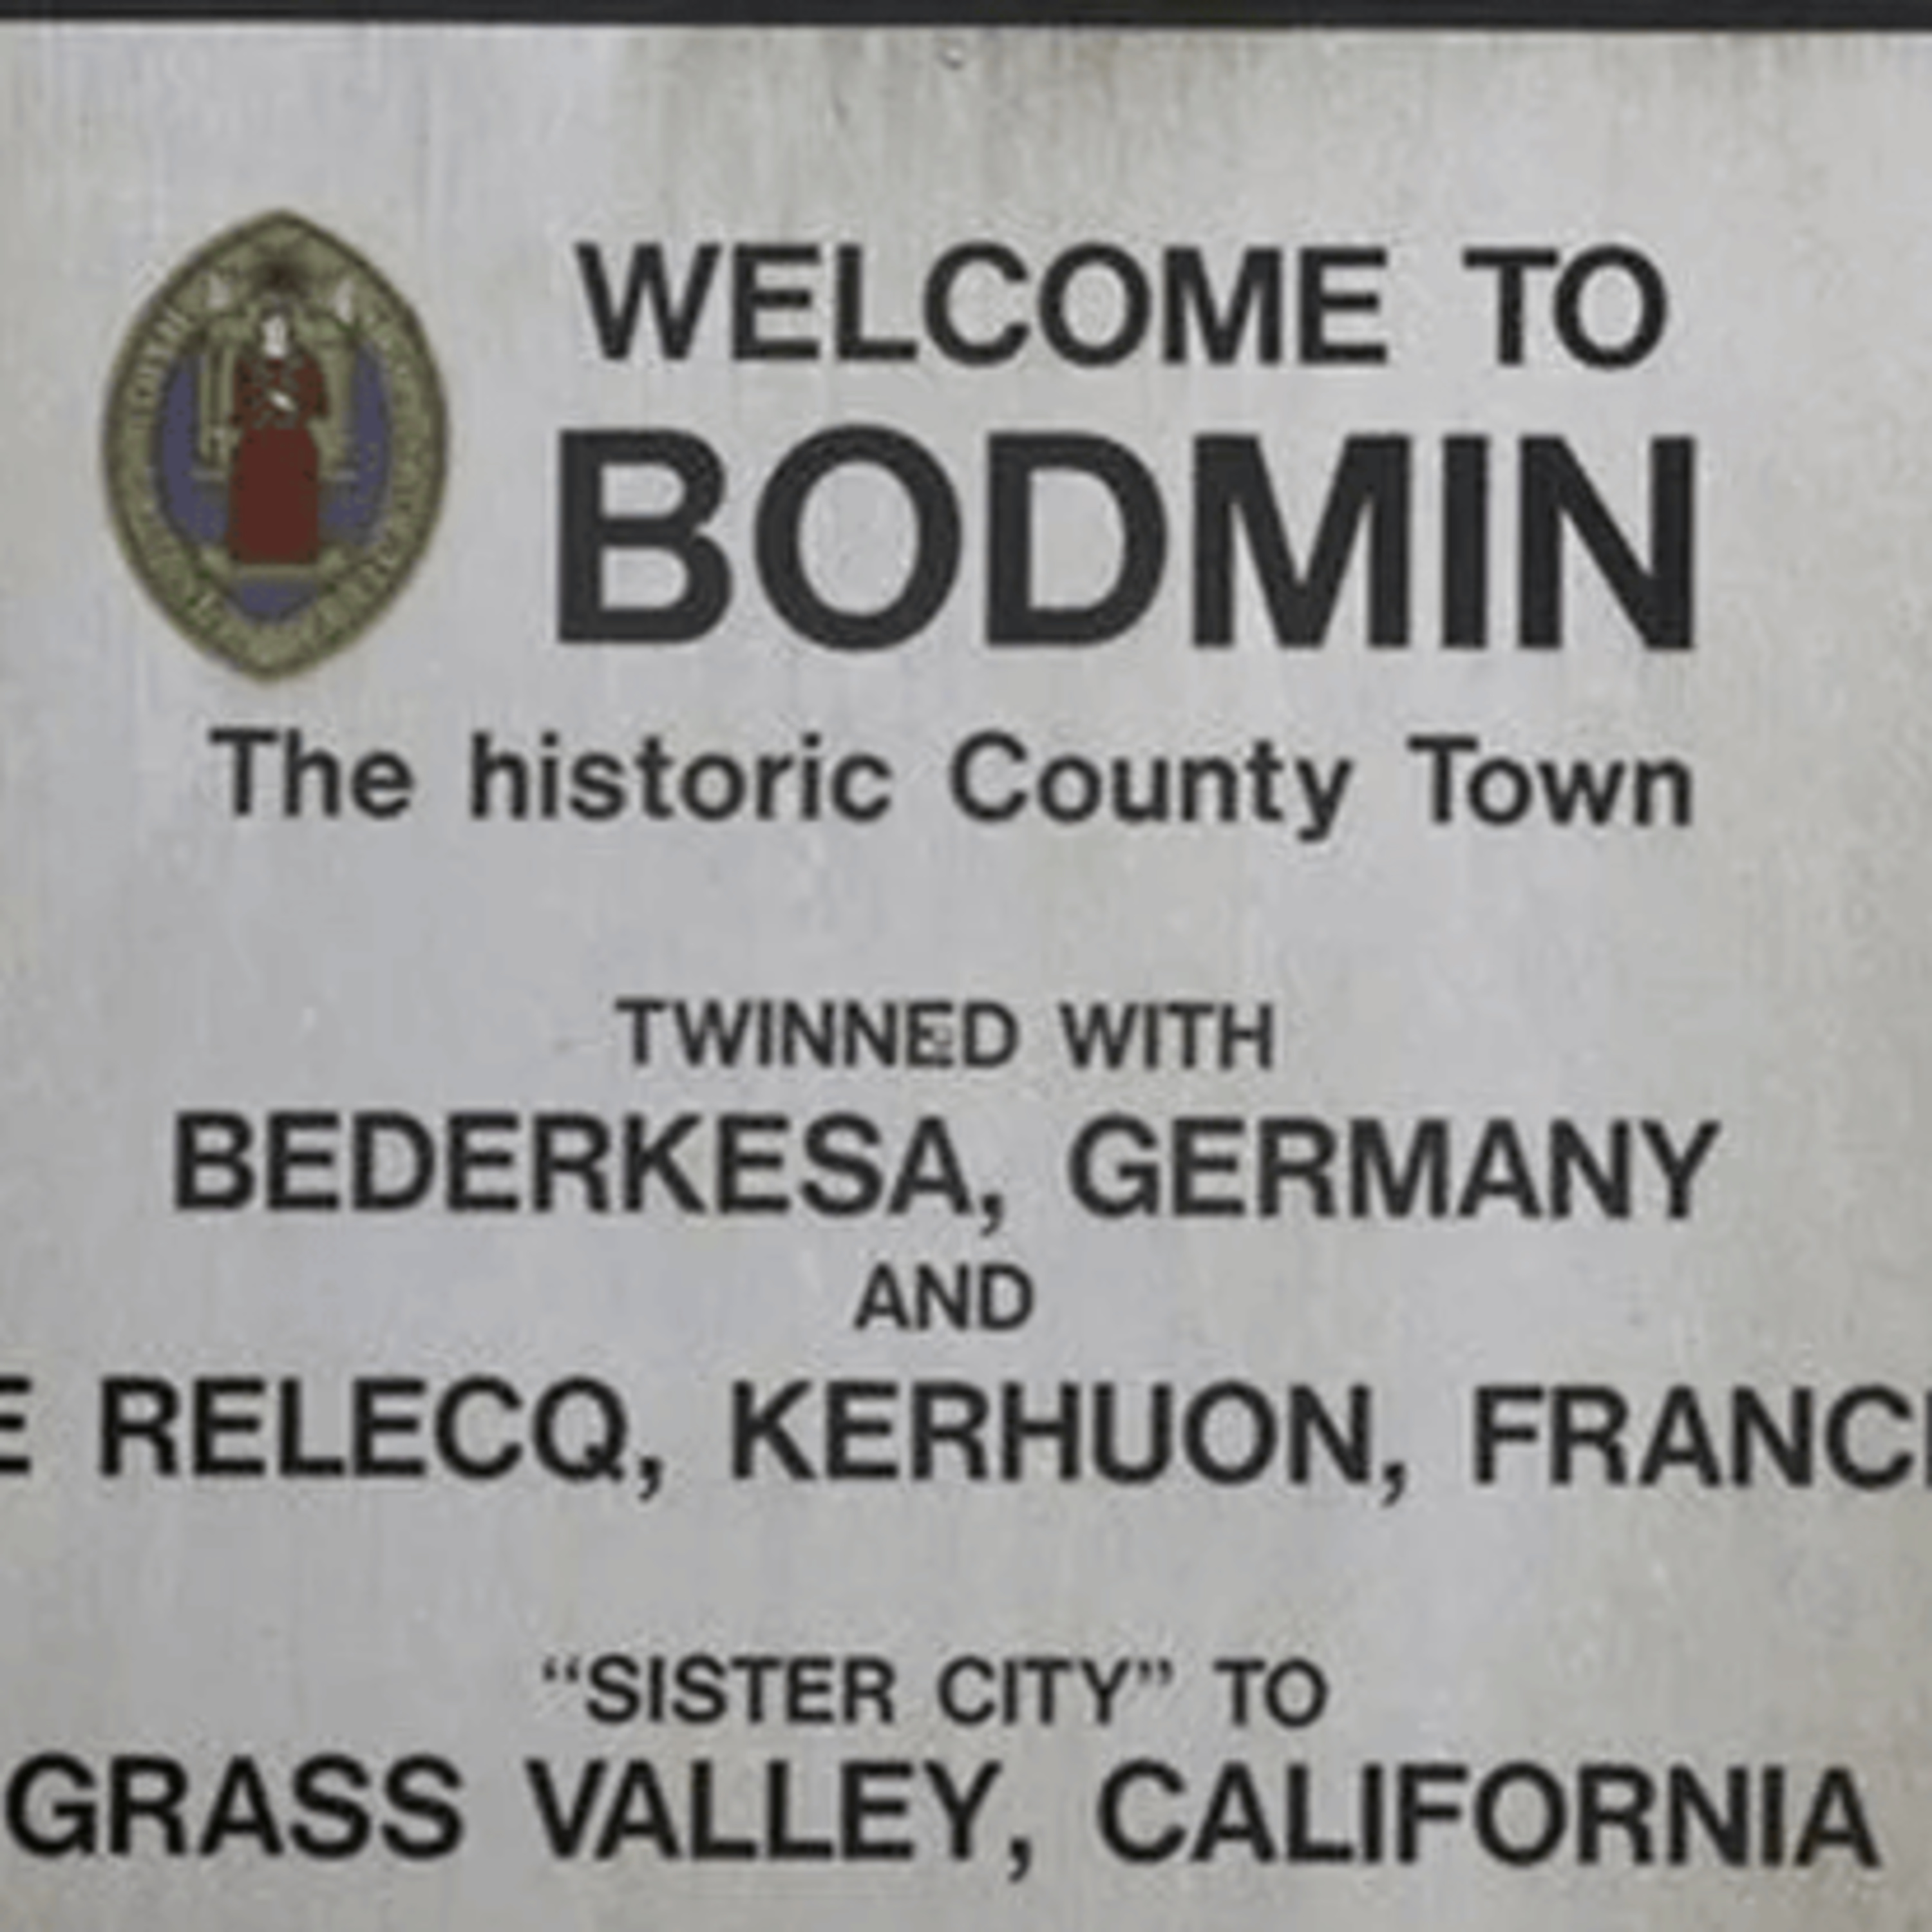 WELCOME TO
BODMIN
The historic County Town
TWINNED WITH
BEDERKESA, GERMANY
AND
E RELECQ, KERHUON, FRANC
“SISTER CITY” TO
GRASS VALLEY, CALIFORNIA